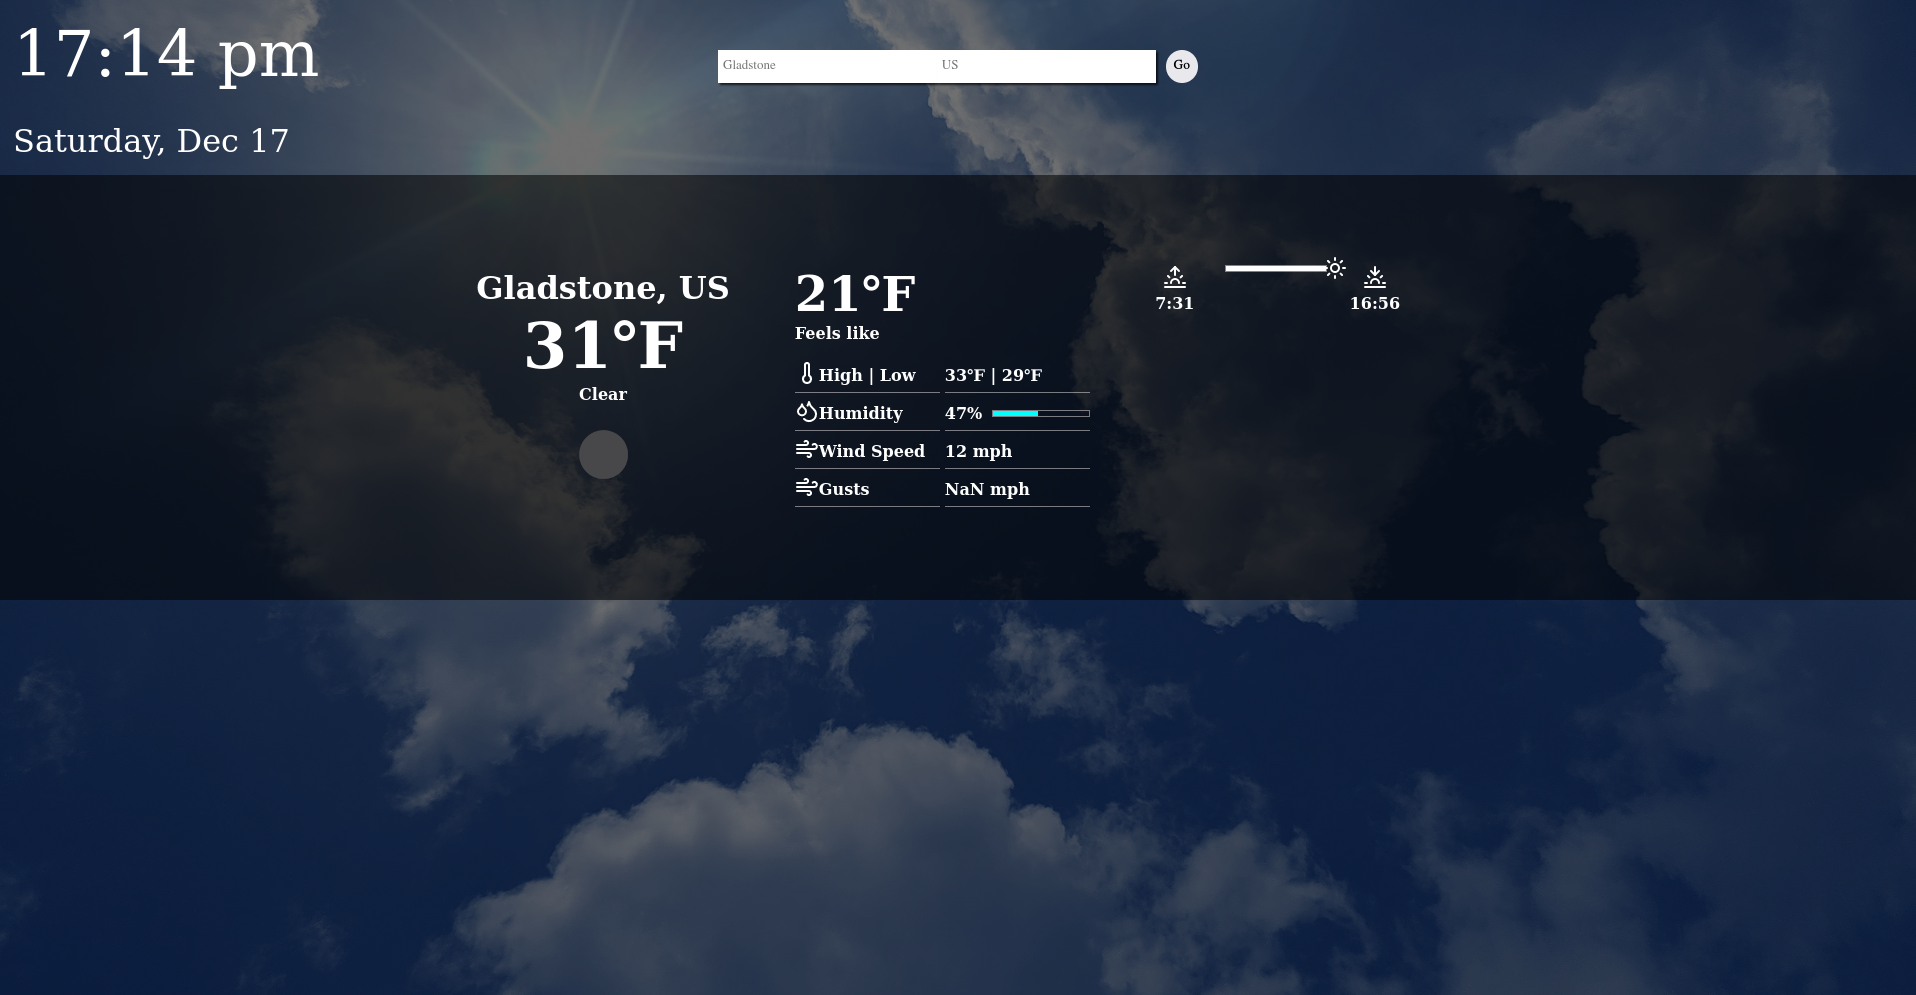 17:14 pm
Saturday, Dec 17
Gladstone US Go
Gladstone, US
31°F
Clear
21°F
Feels like
High | Low 33°F | 29°F
Humidity 47%
Wind Speed 12 mph
Gusts NaN mph
7:31 16:56